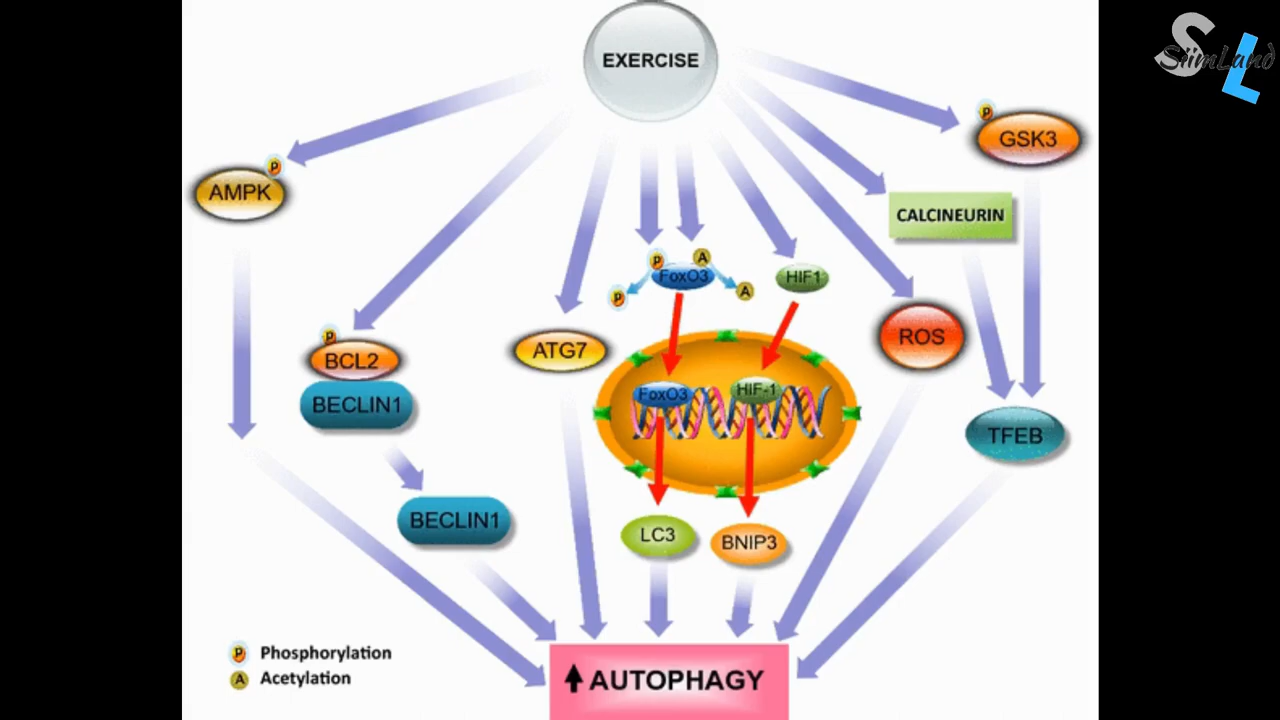 EXERCISE
S
L
SiimLand
P
GSK3
P
AMPK
CALCINEURIN
P
A
FoxO3
HIF1
P
A
P
BCL2
BECLIN1
ATG7
ROS
FoxO3
HIF-1
TFEB
BECLIN1
LC3
BNIP3
P Phosphorylation
A Acetylation
AUTOPHAGY